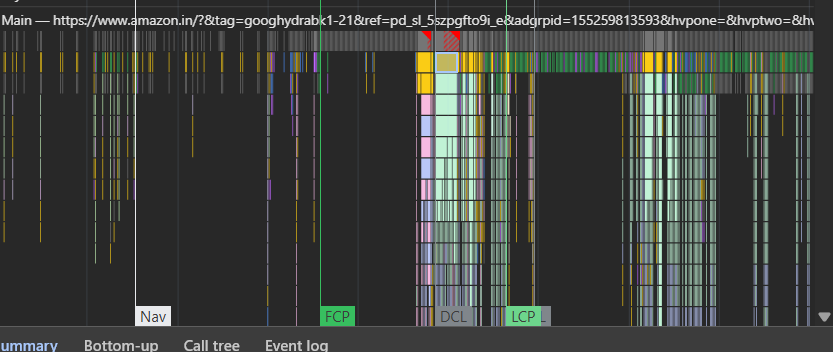 Main — https://www.amazon.in/?&tag=googhydrabk1-21&ref=pd_sl_5szpgfto9i_e&adgrpid=155259813593&hvpone=&hvptwo=&hv
Nav
FCP
DCL
LCP
L
ummary
Bottom-up
Call tree
Event log